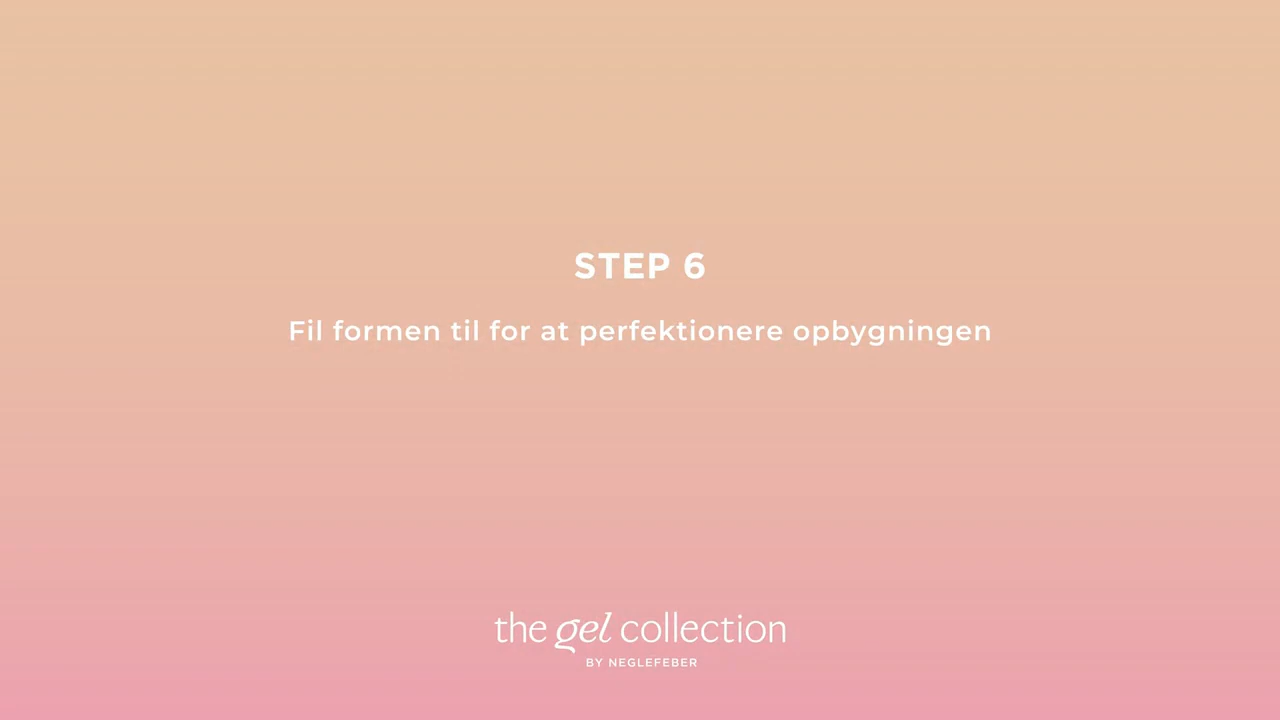 STEP 6
Fil formen til for at perfektionere opbygningen
the gel collection
BY NEGLEFEBER